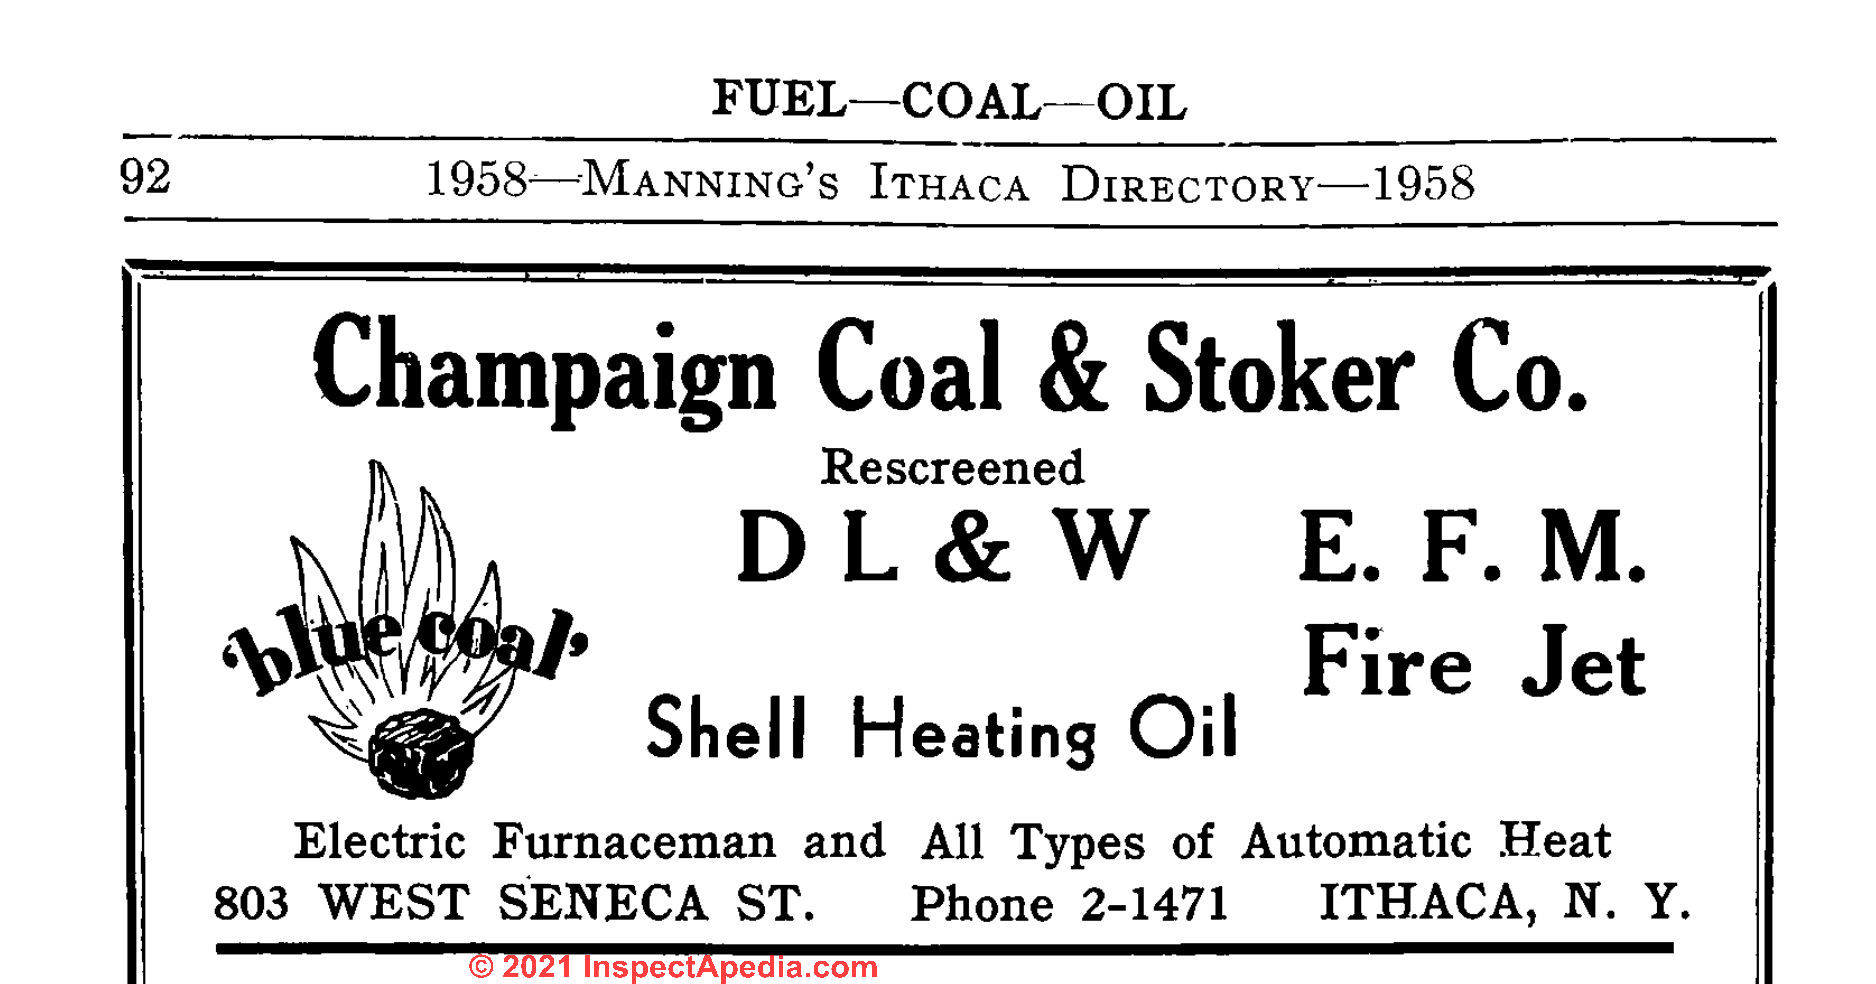 FUEL—COAL—OIL
92 1958—MANNING'S ITHACA DIRECTORY—1958
Champaign Coal & Stoker Co.
Rescreened
D L & W E. F. M.
'blue coal'
Fire Jet
Shell Heating Oil
Electric Furnaceman and All Types of Automatic Heat
803 WEST SENECA ST. Phone 2-1471 ITHACA, N. Y.
© 2021 InspectApedia.com